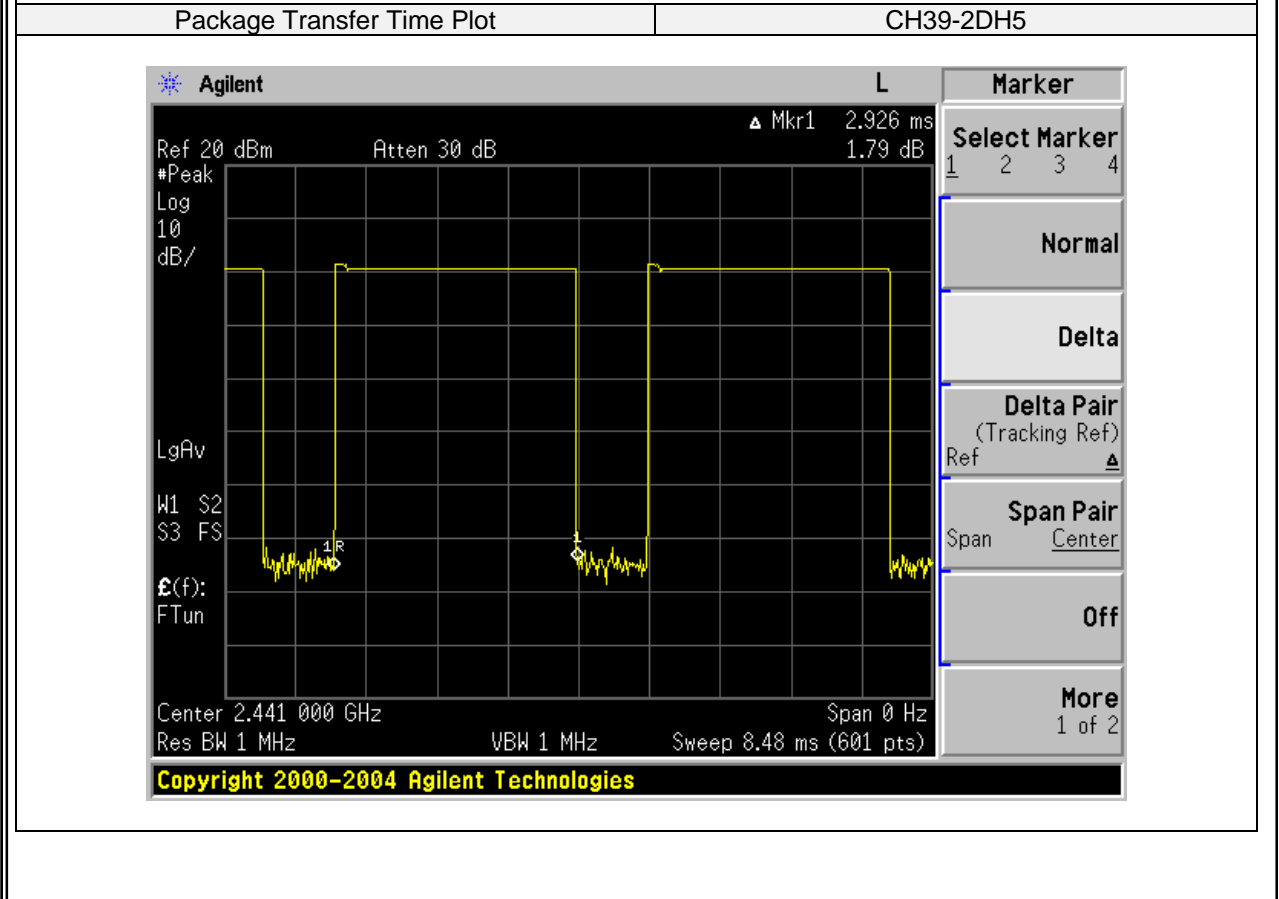 Package Transfer Time Plot CH39-2DH5
Agilent L Marker
Δ Mkr1 2.926 ms
Ref 20 dBm Atten 30 dB 1.79 dB
#Peak
Log
10
dB/
LgAv
W1 S2
S3 FS
£(f):
FTun
1R
1
Center 2.441 000 GHz Span 0 Hz
Res BW 1 MHz VBW 1 MHz Sweep 8.48 ms (601 pts)
Copyright 2000-2004 Agilent Technologies
Select Marker
1 2 3 4
Normal
Delta
Delta Pair
(Tracking Ref)
Ref Δ
Span Pair
Span Center
Off
More
1 of 2